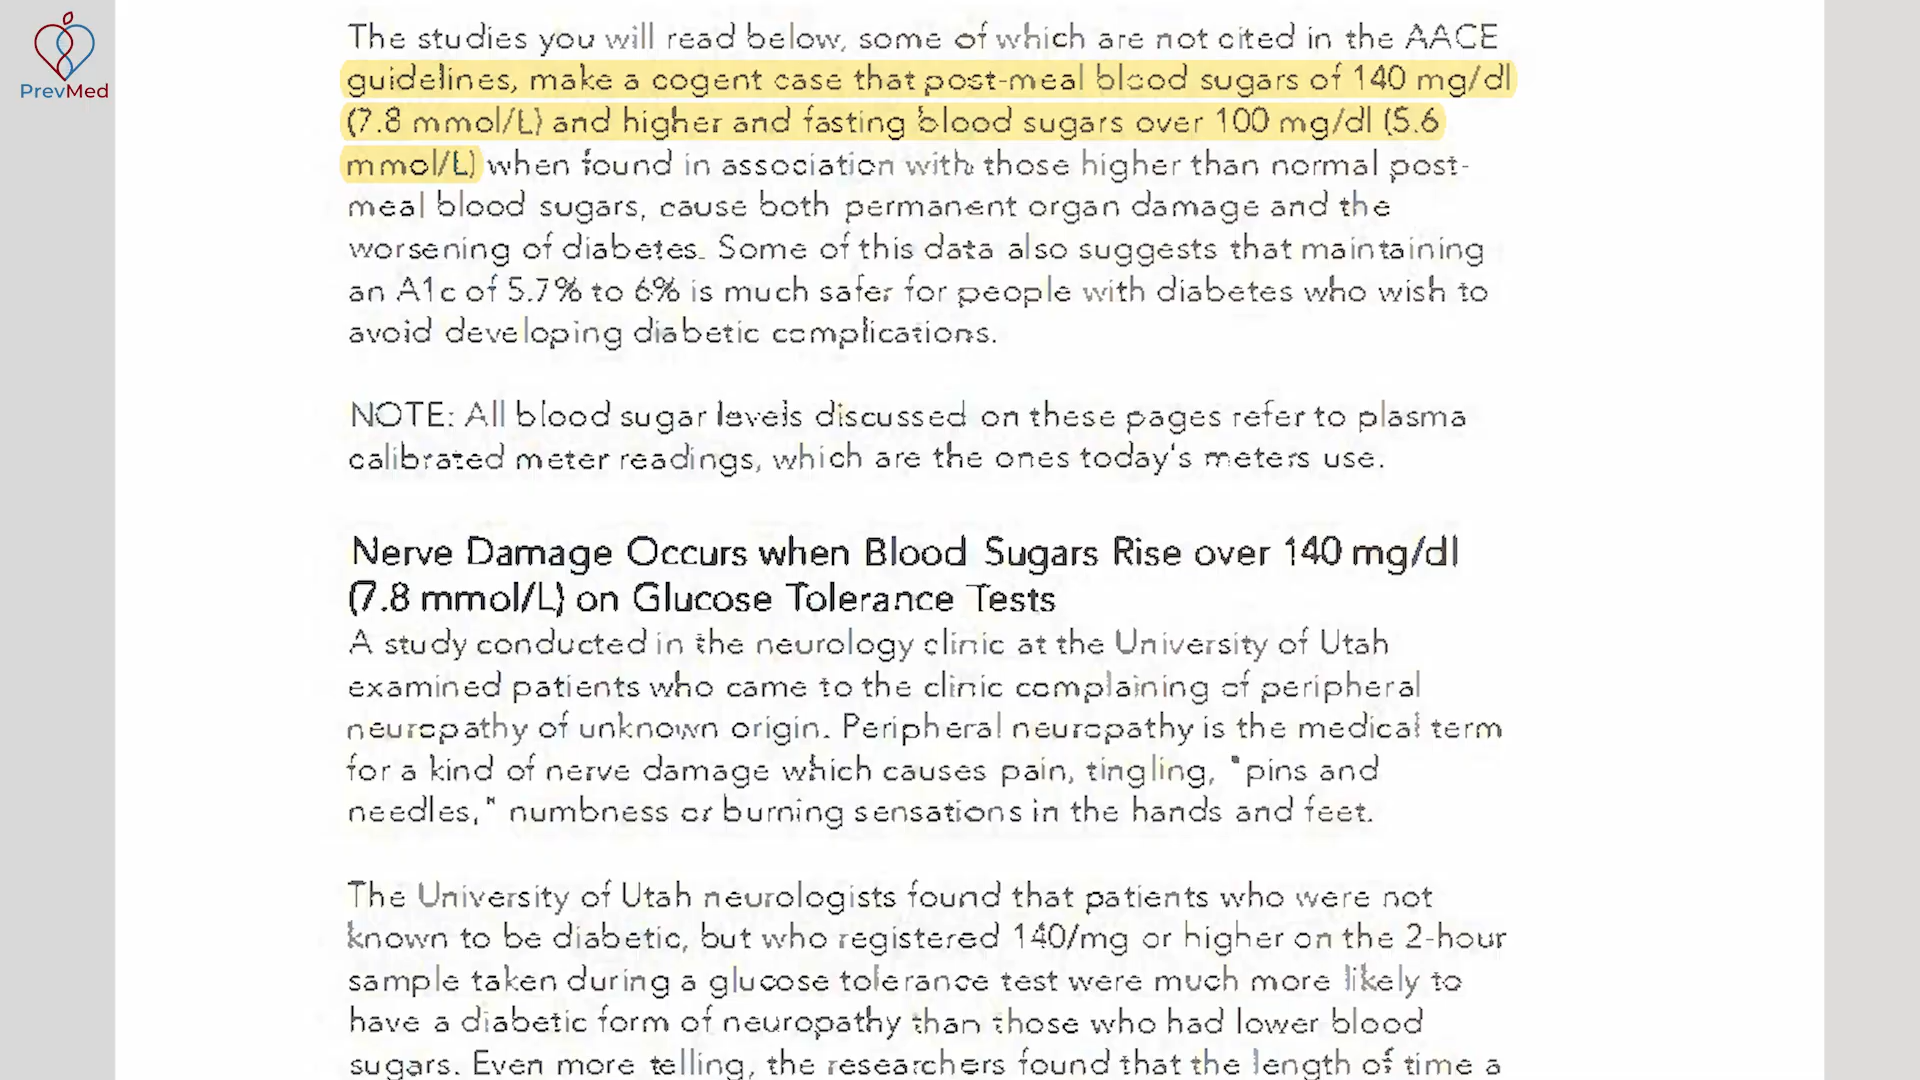 PrevMed
The studies you will read below, some of which are not cited in the AACE
guidelines, make a cogent case that post-meal blood sugars of 140 mg/dl
(7.8 mmol/L) and higher and fasting blood sugars over 100 mg/dl (5.6
mmol/L) when found in association with those higher than normal post-
meal blood sugars, cause both permanent organ damage and the
worsening of diabetes. Some of this data also suggests that maintaining
an A1c of 5.7% to 6% is much safer for people with diabetes who wish to
avoid developing diabetic complications.
NOTE: All blood sugar levels discussed on these pages refer to plasma
calibrated meter readings, which are the ones today's meters use.
Nerve Damage Occurs when Blood Sugars Rise over 140 mg/dl
(7.8 mmol/L) on Glucose Tolerance Tests
A study conducted in the neurology clinic at the University of Utah
examined patients who came to the clinic complaining of peripheral
neuropathy of unknown origin. Peripheral neuropathy is the medical term
for a kind of nerve damage which causes pain, tingling, "pins and
needles," numbness or burning sensations in the hands and feet.
The University of Utah neurologists found that patients who were not
known to be diabetic, but who registered 140/mg or higher on the 2-hour
sample taken during a glucose tolerance test were much more likely to
have a diabetic form of neuropathy than those who had lower blood
sugars. Even more telling, the researchers found that the length of time a